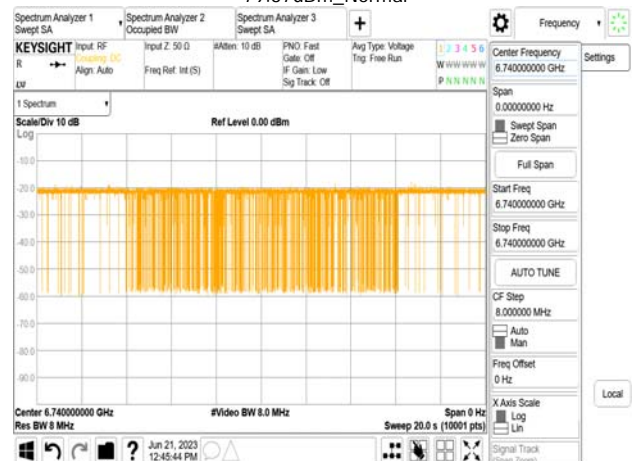 Spectrum Analyzer 1
Swept SA
Spectrum Analyzer 2
Occupied BW
Spectrum Analyzer 3
Swept SA
+
Frequency
KEYSIGHT
R
LXI
Input: RF
Coupling: DC
Align: Auto
Input Z: 50 Ω
Freq Ref: Int (S)
#Atten: 10 dB
PNO: Fast
Gate: Off
IF Gain: Low
Sig Track: Off
Avg Type: Voltage
Trig: Free Run
1 2 3 4 5 6
W W W W W W
P N N N N N
Center Frequency
6.740000000 GHz
Settings
1 Spectrum
Scale/Div 10 dB
Ref Level 0.00 dBm
Log
-10.0
-20.0
-30.0
-40.0
-50.0
-60.0
-70.0
-80.0
-90.0
Span
0.00000000 Hz
Swept Span
Zero Span
Full Span
Start Freq
6.740000000 GHz
Stop Freq
6.740000000 GHz
AUTO TUNE
CF Step
8.000000 MHz
Auto
Man
Freq Offset
0 Hz
X Axis Scale
Log
Lin
Local
Signal Track
(Span Zoom)
Center 6.740000000 GHz
#Video BW 8.0 MHz
Span 0 Hz
Res BW 8 MHz
Sweep 20.0 s (10001 pts)
?
Jun 21, 2023
12:45:44 PM